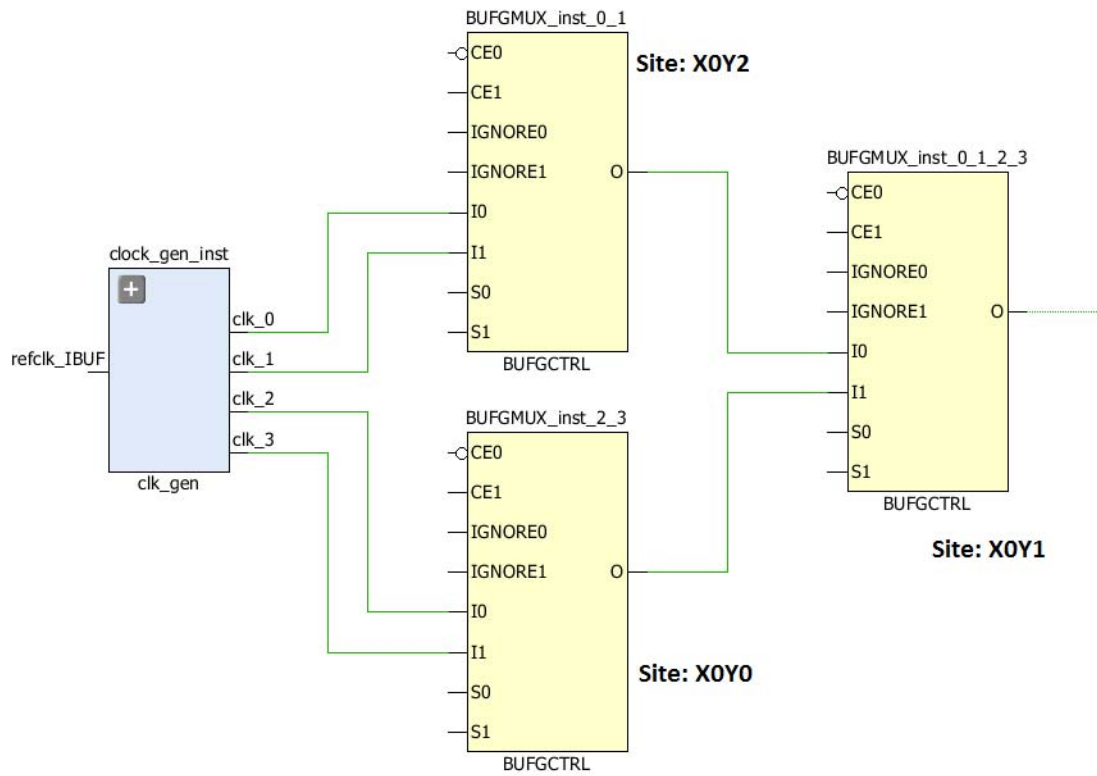 BUFGMUX_inst_0_1
CE0
CE1
IGNORE0
IGNORE1
I0
I1
S0
S1
O
BUFGCTRL
Site: X0Y2
BUFGMUX_inst_0_1_2_3
CE0
CE1
IGNORE0
IGNORE1
I0
I1
S0
S1
O
BUFGCTRL
Site: X0Y1
clock_gen_inst
+
refclk_IBUF
clk_0
clk_1
clk_2
clk_3
clk_gen
BUFGMUX_inst_2_3
CE0
CE1
IGNORE0
IGNORE1
I0
I1
S0
S1
O
BUFGCTRL
Site: X0Y0